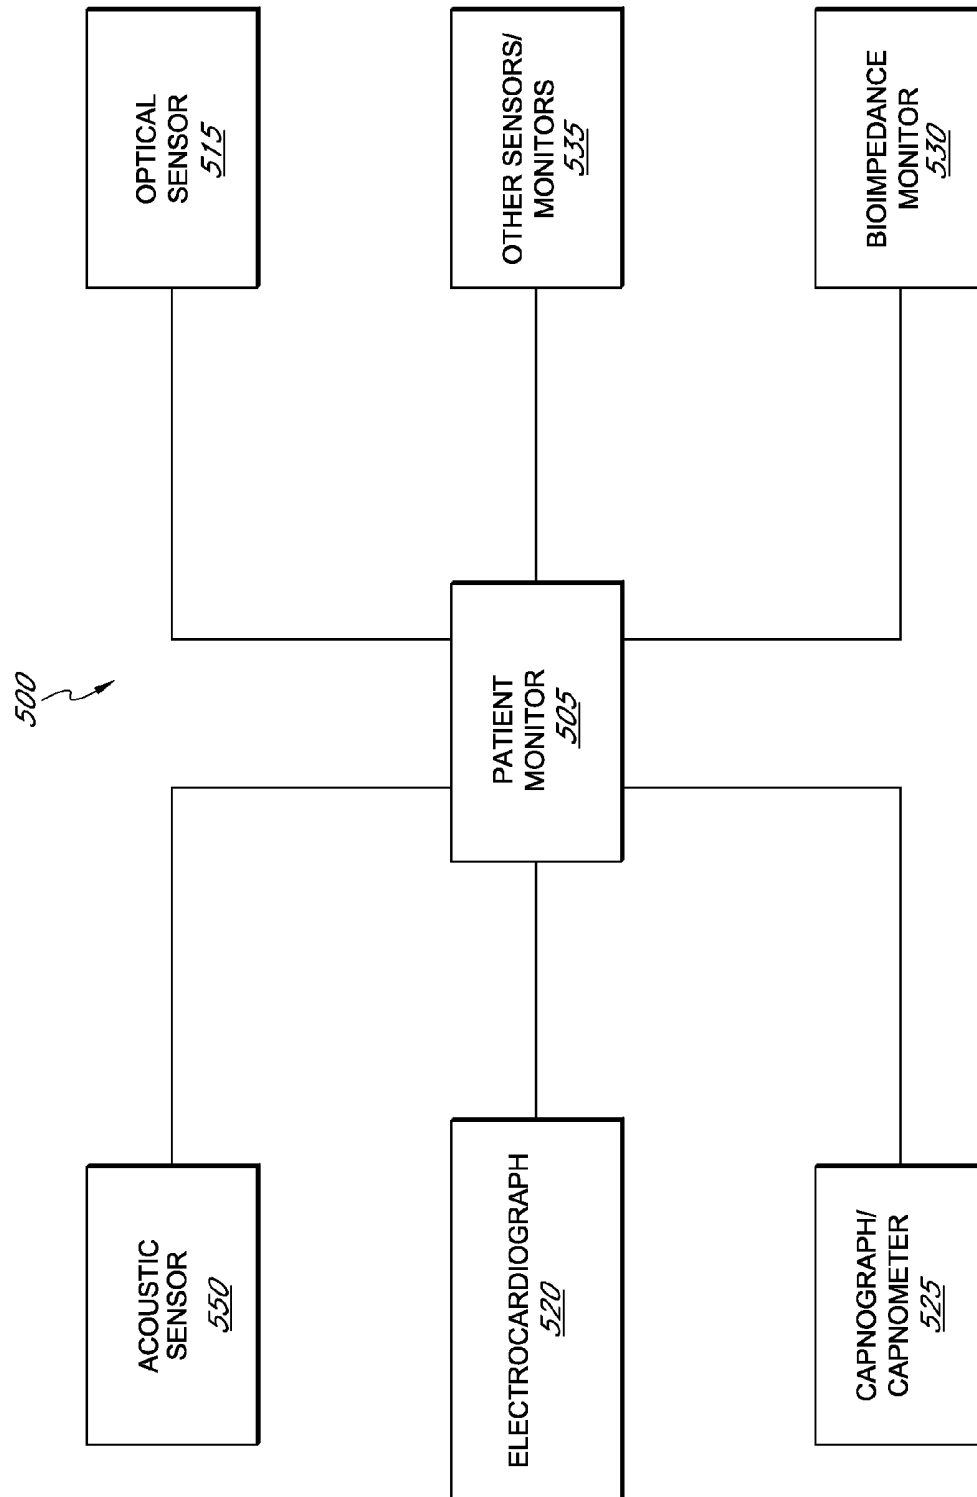 500
ACOUSTIC
SENSOR
550
OPTICAL
SENSOR
515
ELECTROCARDIOGRAPH
520
PATIENT
MONITOR
505
OTHER SENSORS/
MONITORS
535
CAPNOGRAPH/
CAPNOMETER
525
BIOIMPEDANCE
MONITOR
530